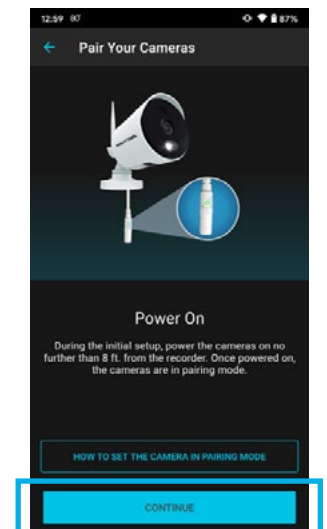 12:59 80°
87%
Pair Your Cameras
Power On
During the initial setup, power the cameras on no
further than 8 ft. from the recorder. Once powered on,
the cameras are in pairing mode.
HOW TO SET THE CAMERA IN PAIRING MODE
CONTINUE